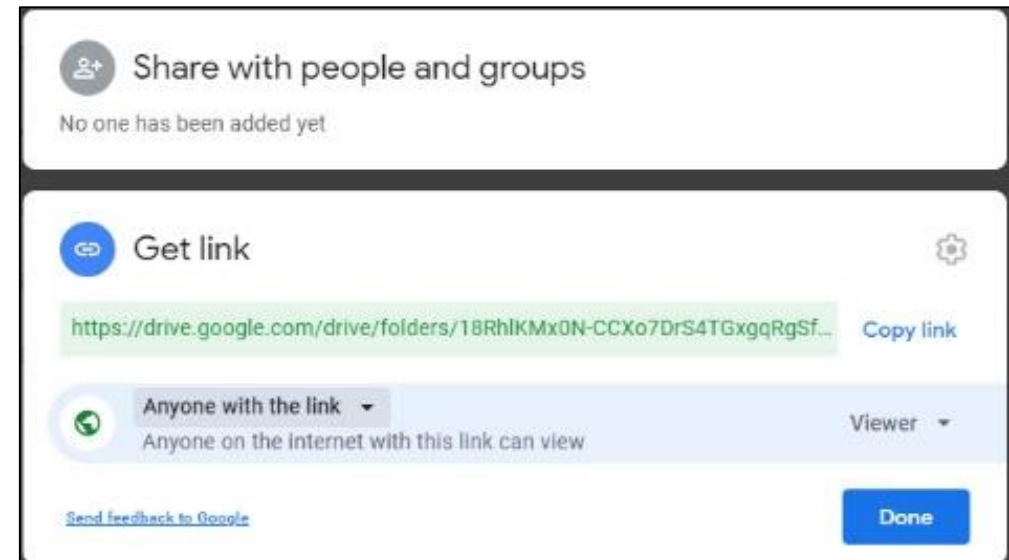 Share with people and groups
No one has been added yet
Get link
https://drive.google.com/drive/folders/18RhlKMx0N-CCXo7DrS4TGxgqRgSf... Copy link
Anyone with the link
Anyone on the internet with this link can view
Viewer
Send feedback to Google
Done